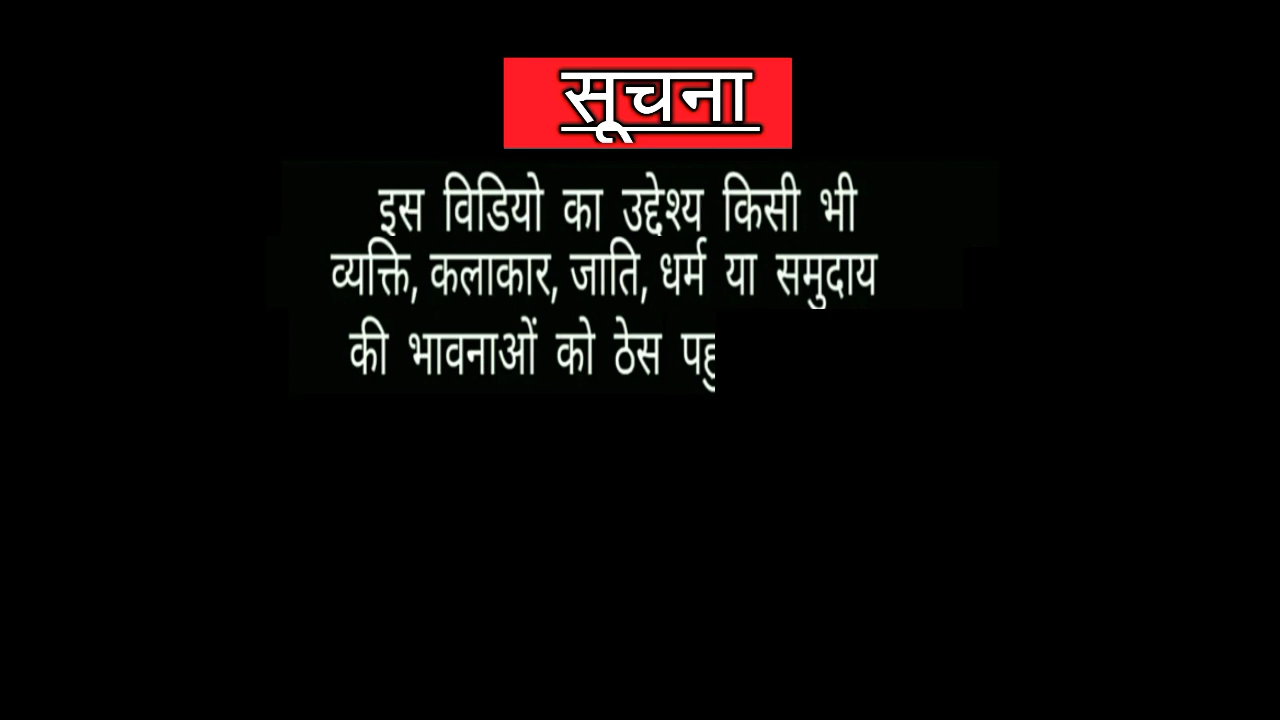 सूचना
इस विडियो का उद्देश्य किसी भी
व्यक्ति, कलाकार, जाति, धर्म या समुदाय
की भावनाओं को ठेस